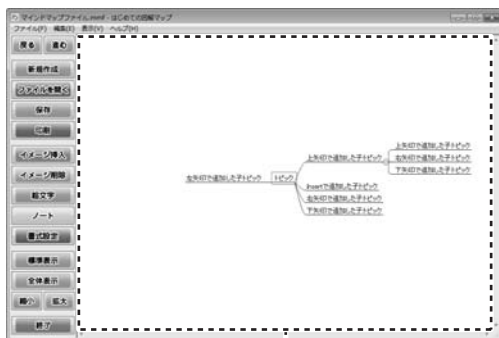 マインドマップファイル.mmf - はじめての図解マップ
ファイル(F) 編集(E) 表示(V) ヘルプ(H)
戻る 進む
新規作成
ファイルを開く
保存
印刷
イメージ挿入
イメージ削除
絵文字
ノート
書式設定
標準表示
全体表示
縮小 拡大
終了
上矢印で追加した子トピック
上矢印で追加した子トピック 右矢印で追加した子トピック
下矢印で追加した子トピック
左矢印で追加した子トピック トピック
Insertで追加した子トピック
右矢印で追加した子トピック
下矢印で追加した子トピック